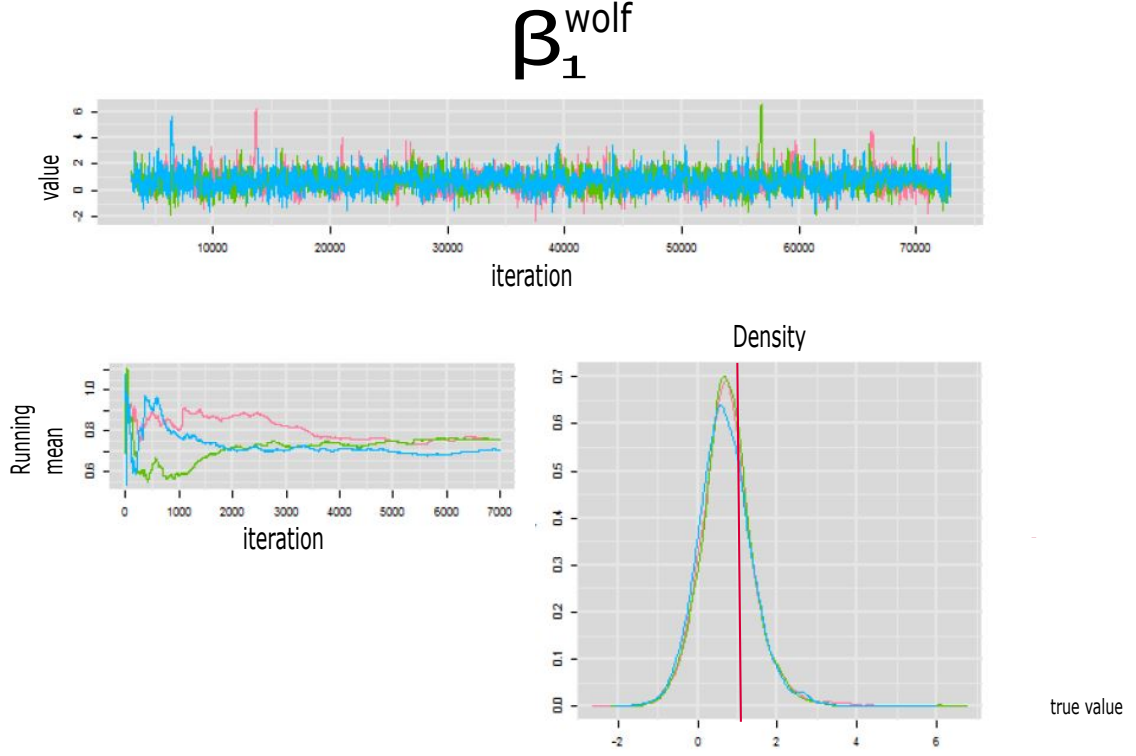 β₁ wolf
value
6
4
2
0
-2
10000 20000 30000 40000 50000 60000 70000
iteration
Running
mean
1.0
0.8
0.6
0 1000 2000 3000 4000 5000 6000 7000
iteration
Density
0.7
0.6
0.5
0.4
0.3
0.2
0.1
0.0
-2 0 2 4 6
true value